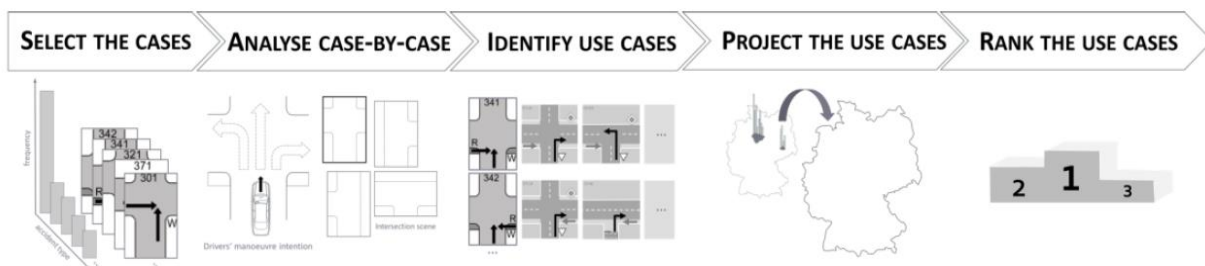 SELECT THE CASES
ANALYSE CASE-BY-CASE
IDENTIFY USE CASES
PROJECT THE USE CASES
RANK THE USE CASES
frequency
accident type
342
341
321
371
301
R
W
Drivers' manoeuvre intention
Intersection scene
341
R
W
...
342
R
W
...
...
2
1
3